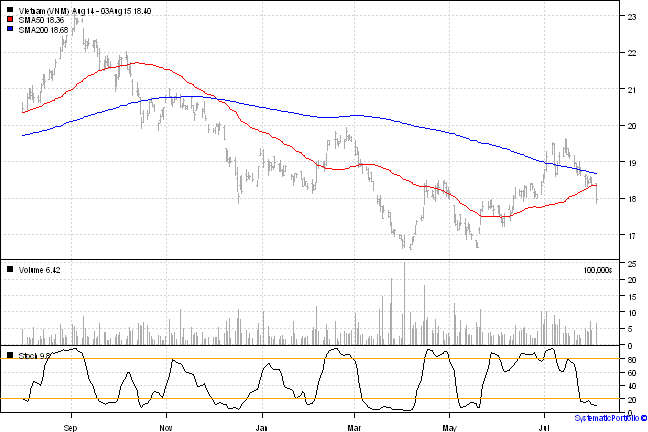 Vietnam (VNM) Aug14 - 03Aug15 18.40
SMA50 18.36
SMA200 18.68
23
22
21
20
19
18
17
Volume 6.42
100,000s
25
20
15
10
5
0
Stoch 9.8
80
60
40
20
0
Sep Nov Jan Mar May Jul
SystematicPortfolio ©